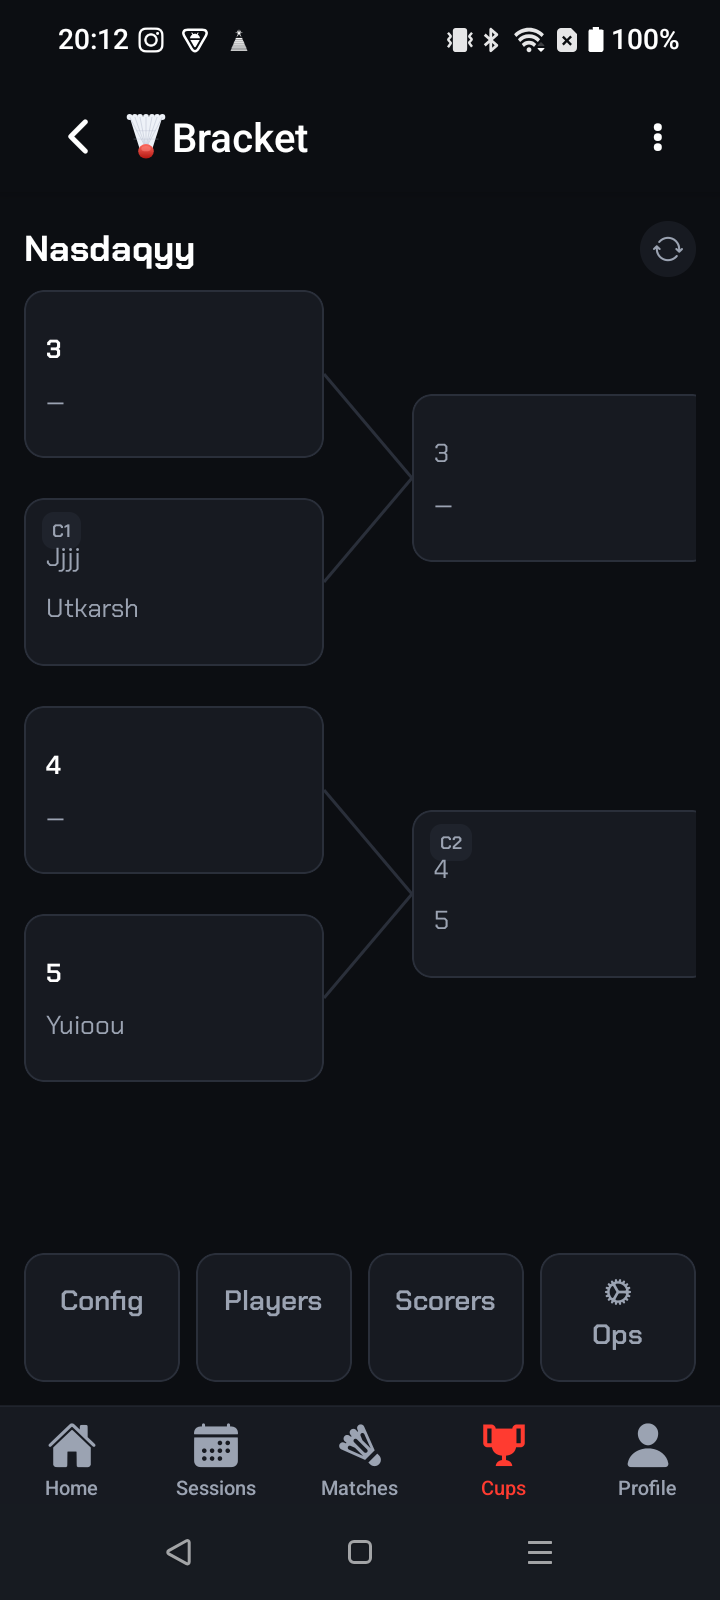 20:12
100%
Bracket
Nasdaqyy
3
–
3
–
C1
Jjjj
Utkarsh
4
–
C2
4
5
5
Yuioou
Config
Players
Scorers
Ops
Home
Sessions
Matches
Cups
Profile